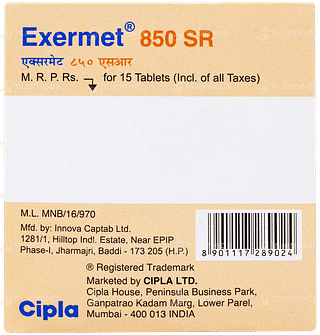 Exermet® 850 SR
एक्सरमेट ८५० एसआर
M. R. P. Rs. for 15 Tablets (Incl. of all Taxes)
M.L. MNB/16/970
Mfd. by: Innova Captab Ltd.
1281/1, Hilltop Indl. Estate, Near EPIP
Phase-I, Jharmajri, Baddi - 173 205 (H.P.)
8 901117 289024
® Registered Trademark
Marketed by CIPLA LTD.
Cipla House, Peninsula Business Park,
Ganpatrao Kadam Marg, Lower Parel,
Mumbai - 400 013 INDIA
Cipla